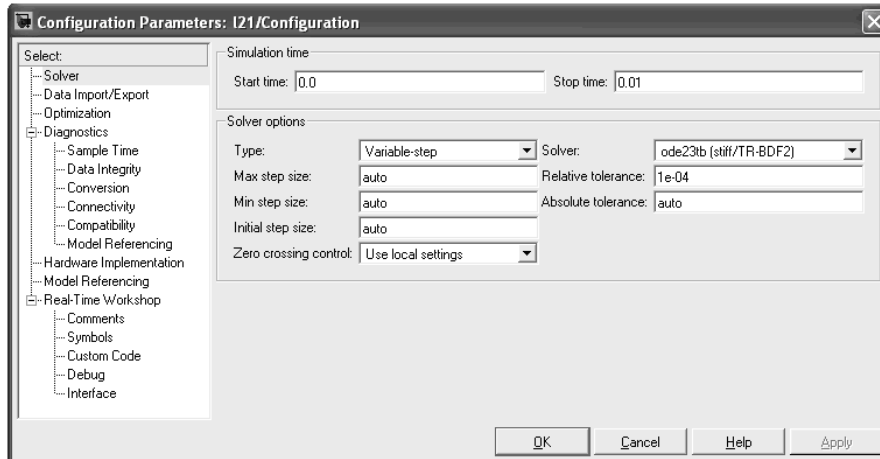 Configuration Parameters: I21/Configuration
Select:
Solver
Data Import/Export
Optimization
Diagnostics
Sample Time
Data Integrity
Conversion
Connectivity
Compatibility
Model Referencing
Hardware Implementation
Model Referencing
Real-Time Workshop
Comments
Symbols
Custom Code
Debug
Interface
Simulation time
Start time: 0.0 Stop time: 0.01
Solver options
Type: Variable-step Solver: ode23tb (stiff/TR-BDF2)
Max step size: auto Relative tolerance: 1e-04
Min step size: auto Absolute tolerance: auto
Initial step size: auto
Zero crossing control: Use local settings
OK Cancel Help Apply